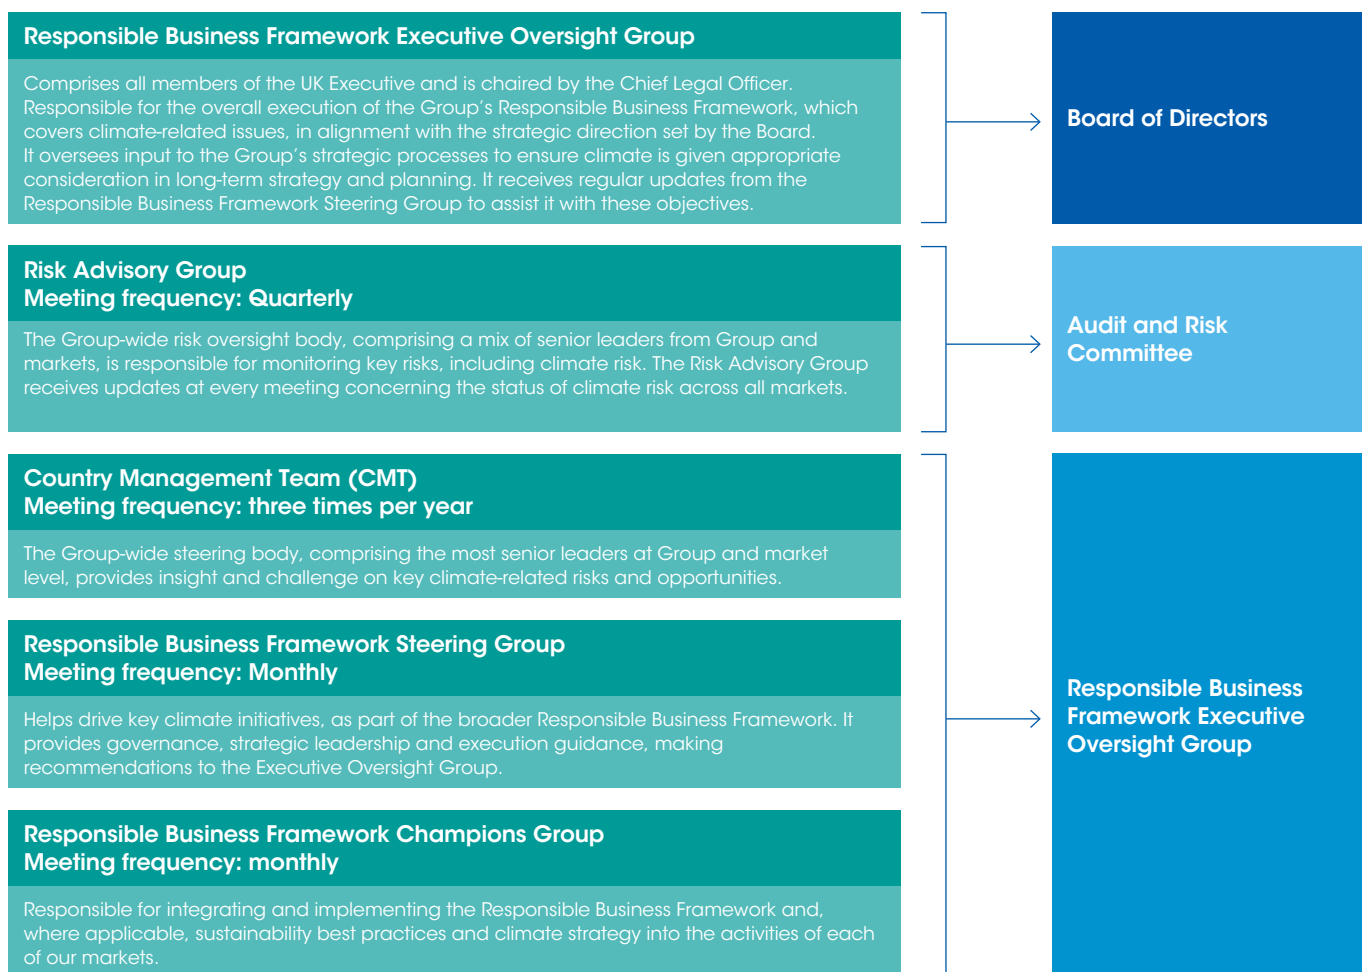 Responsible Business Framework Executive Oversight Group
Comprises all members of the UK Executive and is chaired by the Chief Legal Officer.
Responsible for the overall execution of the Group's Responsible Business Framework, which
covers climate-related issues, in alignment with the strategic direction set by the Board.
It oversees input to the Group's strategic processes to ensure climate is given appropriate
consideration in long-term strategy and planning. It receives regular updates from the
Responsible Business Framework Steering Group to assist it with these objectives.
Board of Directors
Risk Advisory Group
Meeting frequency: Quarterly
The Group-wide risk oversight body, comprising a mix of senior leaders from Group and
markets, is responsible for monitoring key risks, including climate risk. The Risk Advisory Group
receives updates at every meeting concerning the status of climate risk across all markets.
Audit and Risk
Committee
Country Management Team (CMT)
Meeting frequency: three times per year
The Group-wide steering body, comprising the most senior leaders at Group and market
level, provides insight and challenge on key climate-related risks and opportunities.
Responsible Business Framework Steering Group
Meeting frequency: Monthly
Helps drive key climate initiatives, as part of the broader Responsible Business Framework. It
provides governance, strategic leadership and execution guidance, making
recommendations to the Executive Oversight Group.
Responsible Business Framework Champions Group
Meeting frequency: monthly
Responsible for integrating and implementing the Responsible Business Framework and,
where applicable, sustainability best practices and climate strategy into the activities of each
of our markets.
Responsible Business
Framework Executive
Oversight Group